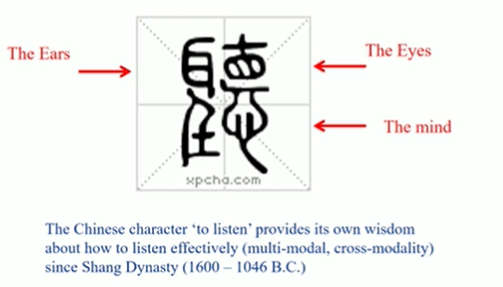 The Ears
The Eyes
聽
The mind
xpcha.com
The Chinese character ‘to listen’ provides its own wisdom
about how to listen effectively (multi-modal, cross-modality)
since Shang Dynasty (1600 – 1046 B.C.)